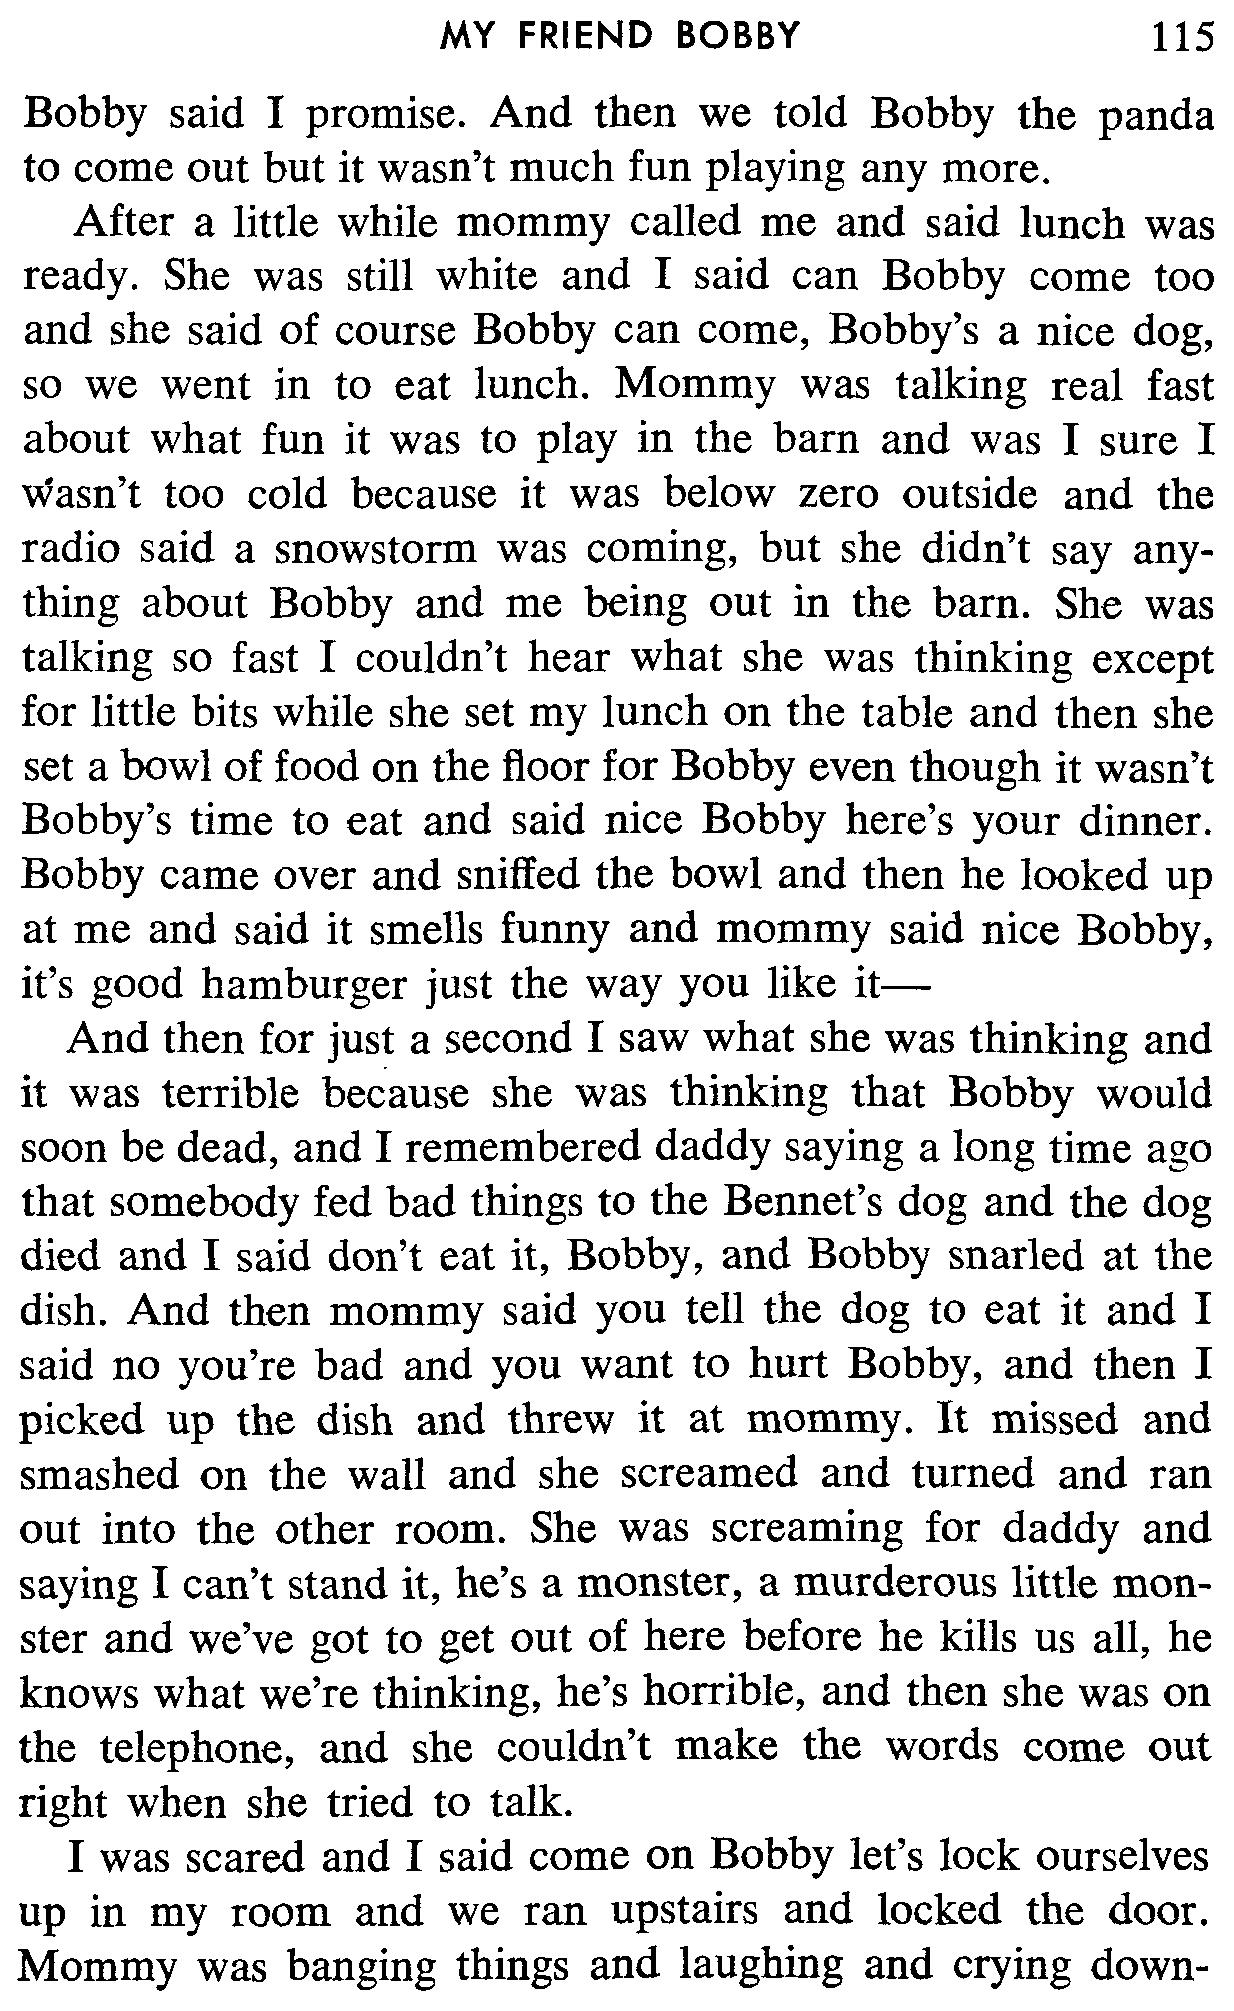 MY FRIEND BOBBY 115
Bobby said I promise. And then we told Bobby the panda
to come out but it wasn't much fun playing any more.
After a little while mommy called me and said lunch was
ready. She was still white and I said can Bobby come too
and she said of course Bobby can come, Bobby's a nice dog,
so we went in to eat lunch. Mommy was talking real fast
about what fun it was to play in the barn and was I sure I
wasn't too cold because it was below zero outside and the
radio said a snowstorm was coming, but she didn't say any-
thing about Bobby and me being out in the barn. She was
talking so fast I couldn't hear what she was thinking except
for little bits while she set my lunch on the table and then she
set a bowl of food on the floor for Bobby even though it wasn't
Bobby's time to eat and said nice Bobby here's your dinner.
Bobby came over and sniffed the bowl and then he looked up
at me and said it smells funny and mommy said nice Bobby,
it's good hamburger just the way you like it—
And then for just a second I saw what she was thinking and
it was terrible because she was thinking that Bobby would
soon be dead, and I remembered daddy saying a long time ago
that somebody fed bad things to the Bennet's dog and the dog
died and I said don't eat it, Bobby, and Bobby snarled at the
dish. And then mommy said you tell the dog to eat it and I
said no you're bad and you want to hurt Bobby, and then I
picked up the dish and threw it at mommy. It missed and
smashed on the wall and she screamed and turned and ran
out into the other room. She was screaming for daddy and
saying I can't stand it, he's a monster, a murderous little mon-
ster and we've got to get out of here before he kills us all, he
knows what we're thinking, he's horrible, and then she was on
the telephone, and she couldn't make the words come out
right when she tried to talk.
I was scared and I said come on Bobby let's lock ourselves
up in my room and we ran upstairs and locked the door.
Mommy was banging things and laughing and crying down-